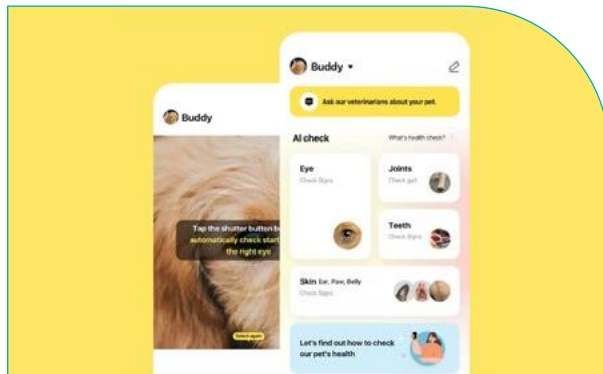 Buddy
Tap the shutter button b
automatically check start
the right eye
Buddy
Ask our veterinarians about your pet.
AI check
What's health check?
Eye
Check Signs
Joints
Check gait
Teeth
Check Signs
Skin Ear, Paw, Belly
Check Signs
Let's find out how to check
our pet's health